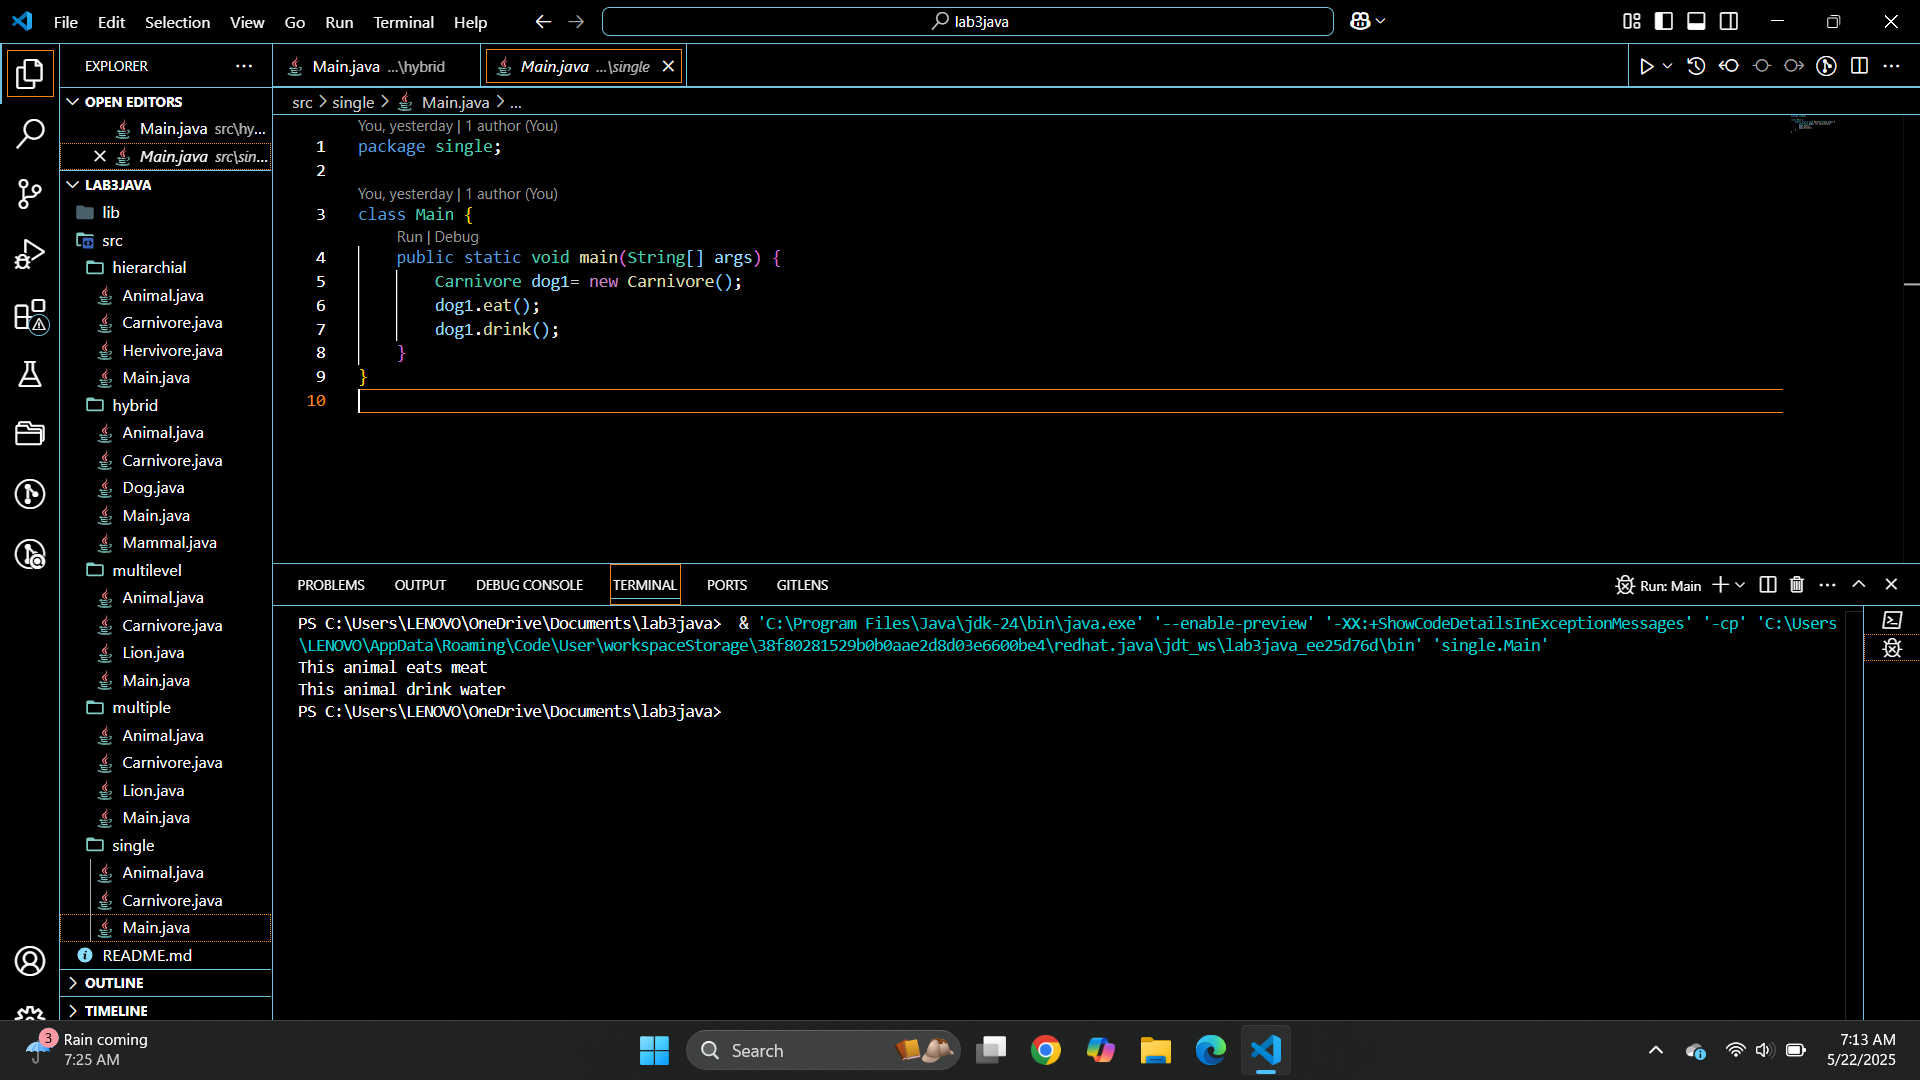 File Edit Selection View Go Run Terminal Help
lab3java
EXPLORER
OPEN EDITORS
Main.java src\hy...
Main.java src\sin...
LAB3JAVA
lib
src
hierarchial
Animal.java
Carnivore.java
Hervivore.java
Main.java
hybrid
Animal.java
Carnivore.java
Dog.java
Main.java
Mammal.java
multilevel
Animal.java
Carnivore.java
Lion.java
Main.java
multiple
Animal.java
Carnivore.java
Lion.java
Main.java
single
Animal.java
Carnivore.java
Main.java
README.md
OUTLINE
TIMELINE
Main.java ...\hybrid
Main.java ...\single
src > single > Main.java > ...
You, yesterday | 1 author (You)
1 package single;
2
You, yesterday | 1 author (You)
3 class Main {
Run | Debug
4 public static void main(String[] args) {
5 Carnivore dog1= new Carnivore();
6 dog1.eat();
7 dog1.drink();
8 }
9 }
10
PROBLEMS OUTPUT DEBUG CONSOLE TERMINAL PORTS GITLENS
Run: Main
PS C:\Users\LENOVO\OneDrive\Documents\lab3java>  & 'C:\Program Files\Java\jdk-24\bin\java.exe' '--enable-preview' '-XX:+ShowCodeDetailsInExceptionMessages' '-cp' 'C:\Users
\LENOVO\AppData\Roaming\Code\User\workspaceStorage\38f80281529b0b0aae2d8d03e6600be4\redhat.java\jdt_ws\lab3java_ee25d76d\bin' 'single.Main'
This animal eats meat
This animal drink water
PS C:\Users\LENOVO\OneDrive\Documents\lab3java>
3
Rain coming
7:25 AM
Search
7:13 AM
5/22/2025